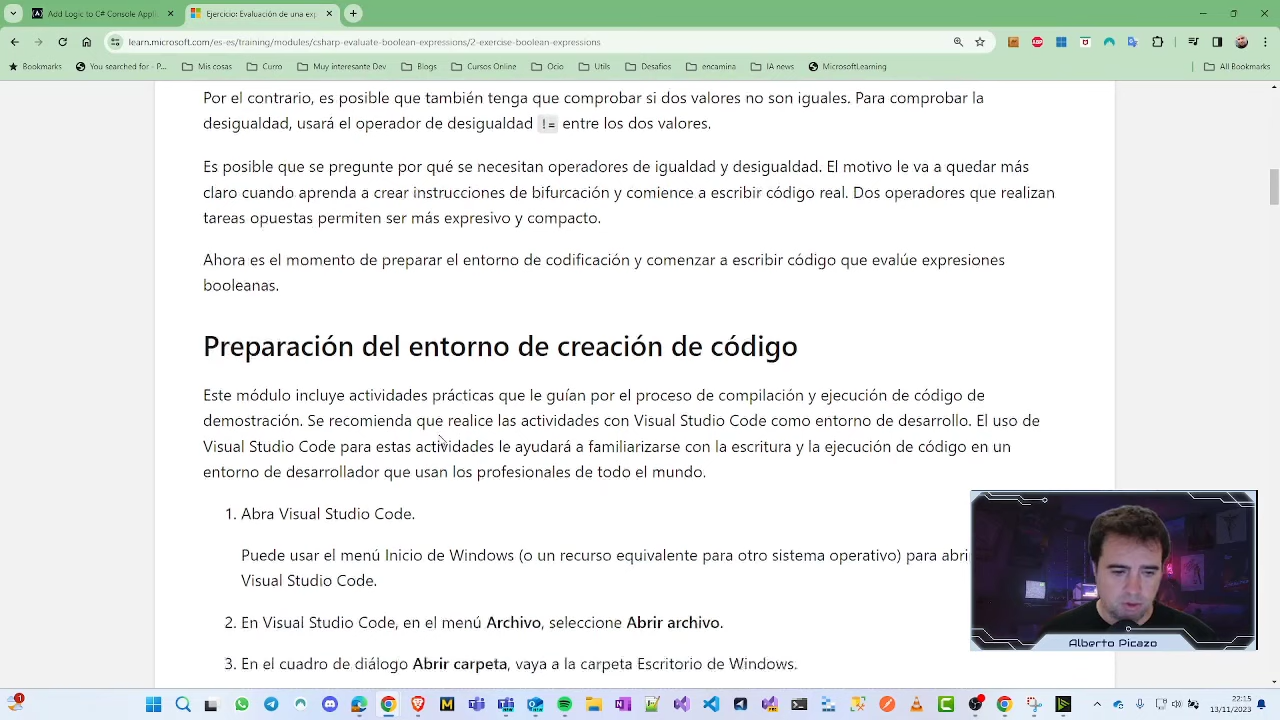 Add Logic to C# Console Appli
Ejercicio: Evaluación de una exp
learn.microsoft.com/es-es/training/modules/csharp-evaluate-boolean-expressions/2-exercise-boolean-expressions
Bookmarks
You searched for. - P...
Mis cosas
Curro
Muy interesante Dev
Blogs
Cursos Online
Ocio
Utils
Desafios
encamina
IA news
MicrosoftLearning
All Bookmarks
Por el contrario, es posible que también tenga que comprobar si dos valores no son iguales. Para comprobar la
desigualdad, usará el operador de desigualdad != entre los dos valores.
Es posible que se pregunte por qué se necesitan operadores de igualdad y desigualdad. El motivo le va a quedar más
claro cuando aprenda a crear instrucciones de bifurcación y comience a escribir código real. Dos operadores que realizan
tareas opuestas permiten ser más expresivo y compacto.
Ahora es el momento de preparar el entorno de codificación y comenzar a escribir código que evalúe expresiones
booleanas.
Preparación del entorno de creación de código
Este módulo incluye actividades prácticas que le guían por el proceso de compilación y ejecución de código de
demostración. Se recomienda que realice las actividades con Visual Studio Code como entorno de desarrollo. El uso de
Visual Studio Code para estas actividades le ayudará a familiarizarse con la escritura y la ejecución de código en un
entorno de desarrollador que usan los profesionales de todo el mundo.
1. Abra Visual Studio Code.
Puede usar el menú Inicio de Windows (o un recurso equivalente para otro sistema operativo) para abri
Visual Studio Code.
2. En Visual Studio Code, en el menú Archivo, seleccione Abrir archivo.
3. En el cuadro de diálogo Abrir carpeta, vaya a la carpeta Escritorio de Windows.
Alberto Picazo
1
22:15
13/11/2023